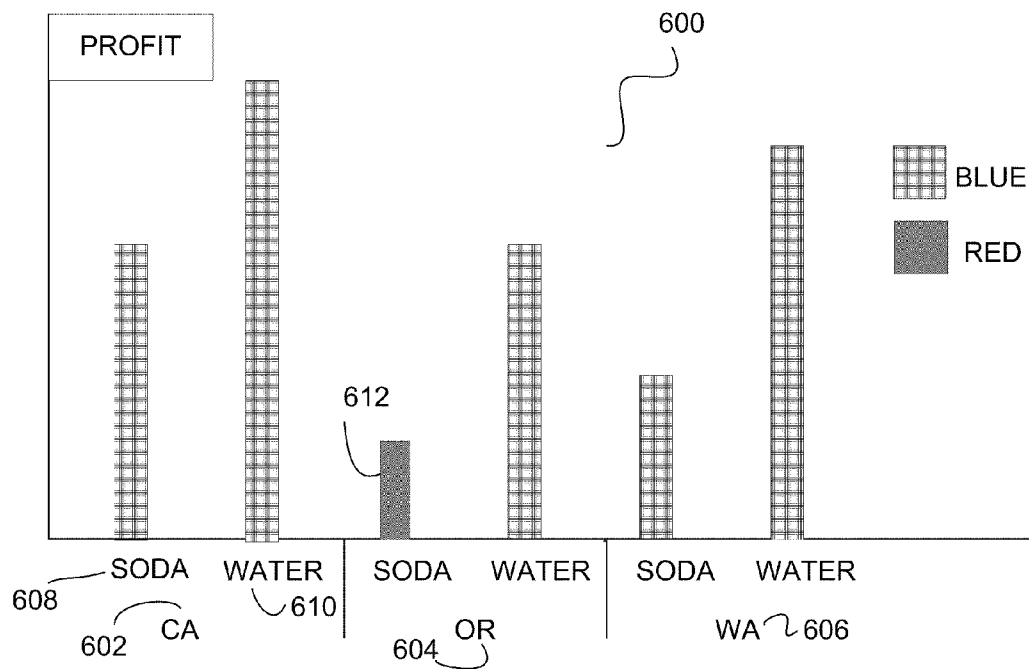 PROFIT
600
BLUE
RED
612
SODA WATER SODA WATER SODA WATER
608 610
602 CA OR WA 606
604